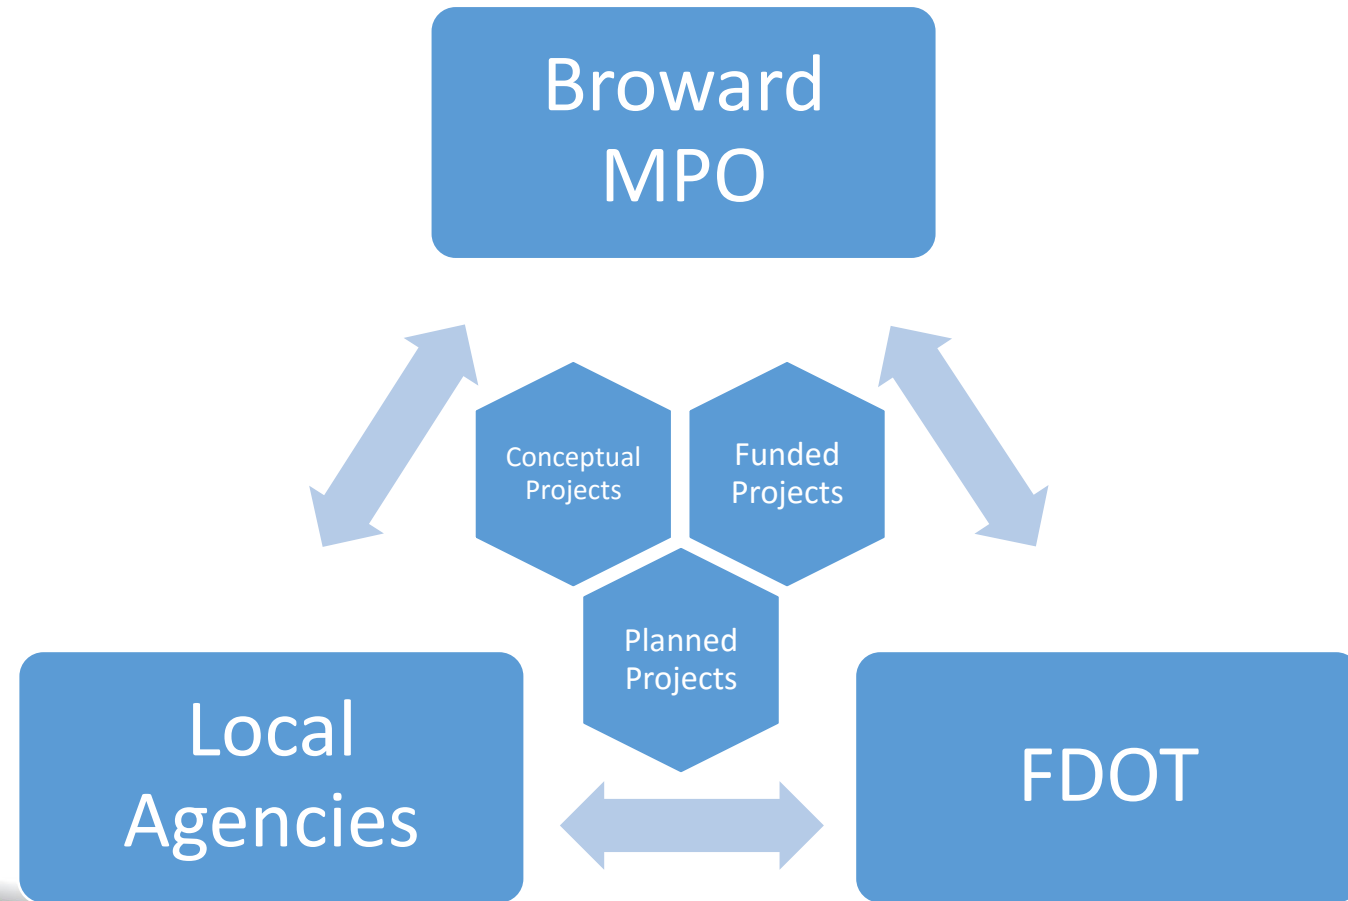 Broward
MPO
Conceptual
Projects
Funded
Projects
Planned
Projects
Local
Agencies
FDOT